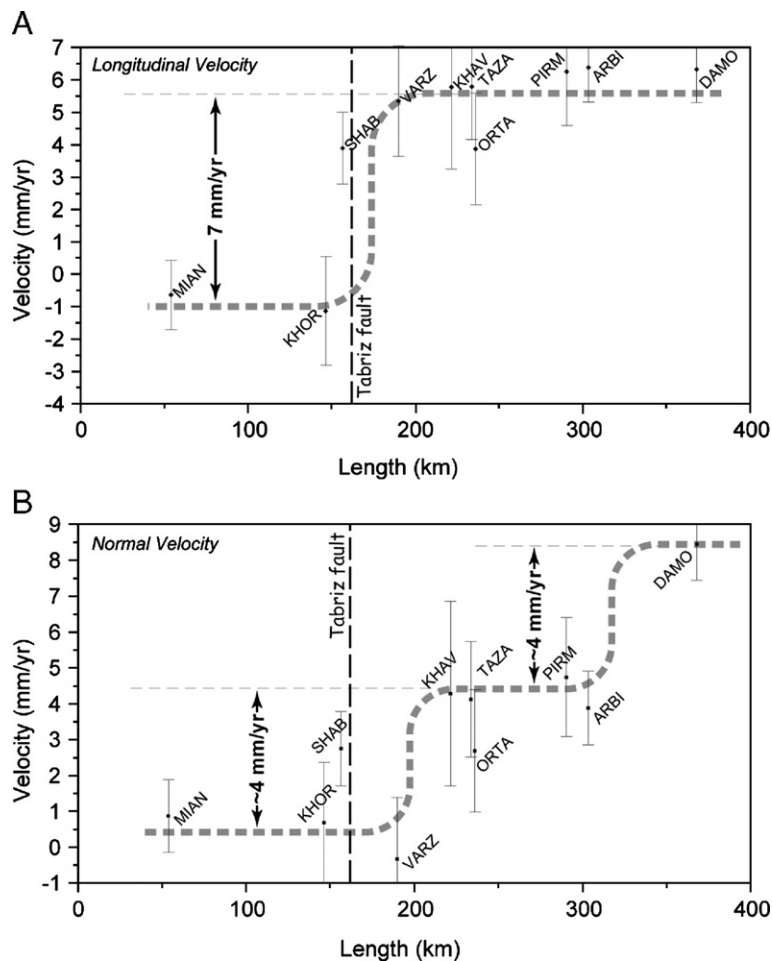 A
Longitudinal Velocity
Velocity (mm/yr)
7
6
5
4
3
2
1
0
-1
-2
-3
-4
7 mm/yr
MIAN
KHOR
SHAB
Tabriz fault
VARZ
KHAV
TAZA
ORTA
PIRM
ARBI
DAMO
0 100 200 300 400
Length (km)
B
Normal Velocity
Velocity (mm/yr)
9
8
7
6
5
4
3
2
1
0
-1
~4 mm/yr
~4 mm/yr
MIAN
KHOR
SHAB
Tabriz fault
VARZ
KHAV
TAZA
ORTA
PIRM
ARBI
DAMO
0 100 200 300 400
Length (km)